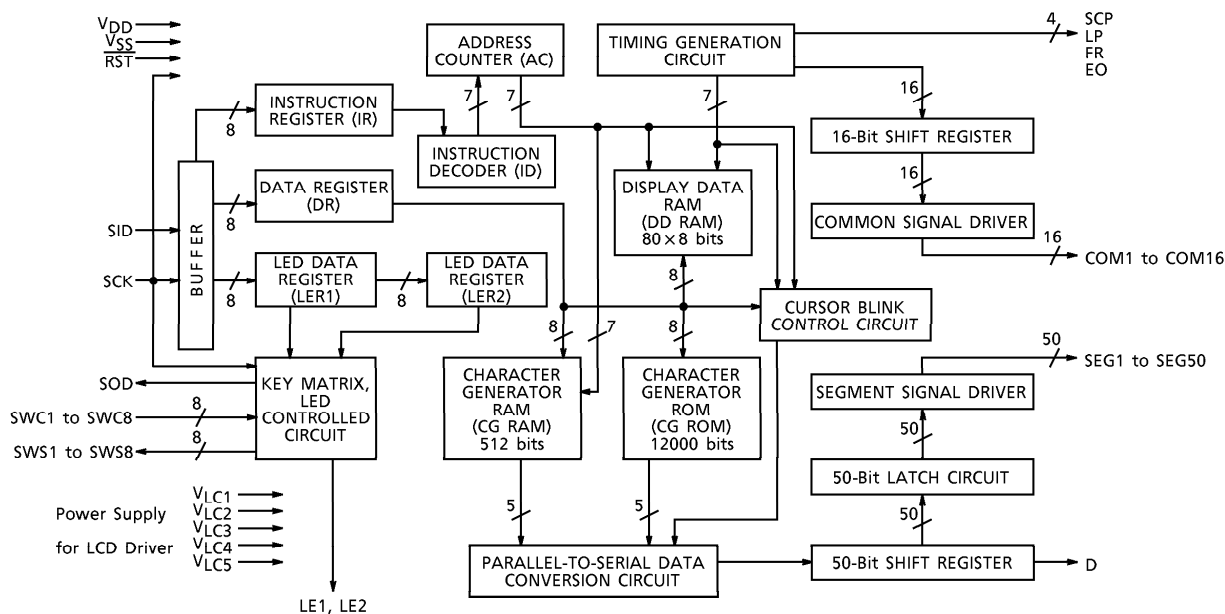 VDD
VSS
RST
ADDRESS
COUNTER (AC)
TIMING GENERATION
CIRCUIT
4
SCP
LP
FR
EO
7
7
7
16
8
INSTRUCTION
REGISTER (IR)
INSTRUCTION
DECODER (ID)
16-Bit SHIFT REGISTER
16
BUFFER
8
DATA REGISTER
(DR)
DISPLAY DATA
RAM
(DD RAM)
80×8 bits
COMMON SIGNAL DRIVER
16
COM1 to COM16
SID
SCK
8
LED DATA
REGISTER
(LER1)
8
LED DATA
REGISTER
(LER2)
8
CURSOR BLINK
CONTROL CIRCUIT
8
7
8
50
SEG1 to SEG50
SOD
SWC1 to SWC8
8
SWS1 to SWS8
8
KEY MATRIX,
LED
CONTROLLED
CIRCUIT
CHARACTER
GENERATOR
RAM
(CG RAM)
512 bits
CHARACTER
GENERATOR
ROM
(CG ROM)
12000 bits
SEGMENT SIGNAL DRIVER
50
50-Bit LATCH CIRCUIT
50
Power Supply
for LCD Driver
VLC1
VLC2
VLC3
VLC4
VLC5
5
5
PARALLEL-TO-SERIAL DATA
CONVERSION CIRCUIT
50-Bit SHIFT REGISTER
D
LE1, LE2